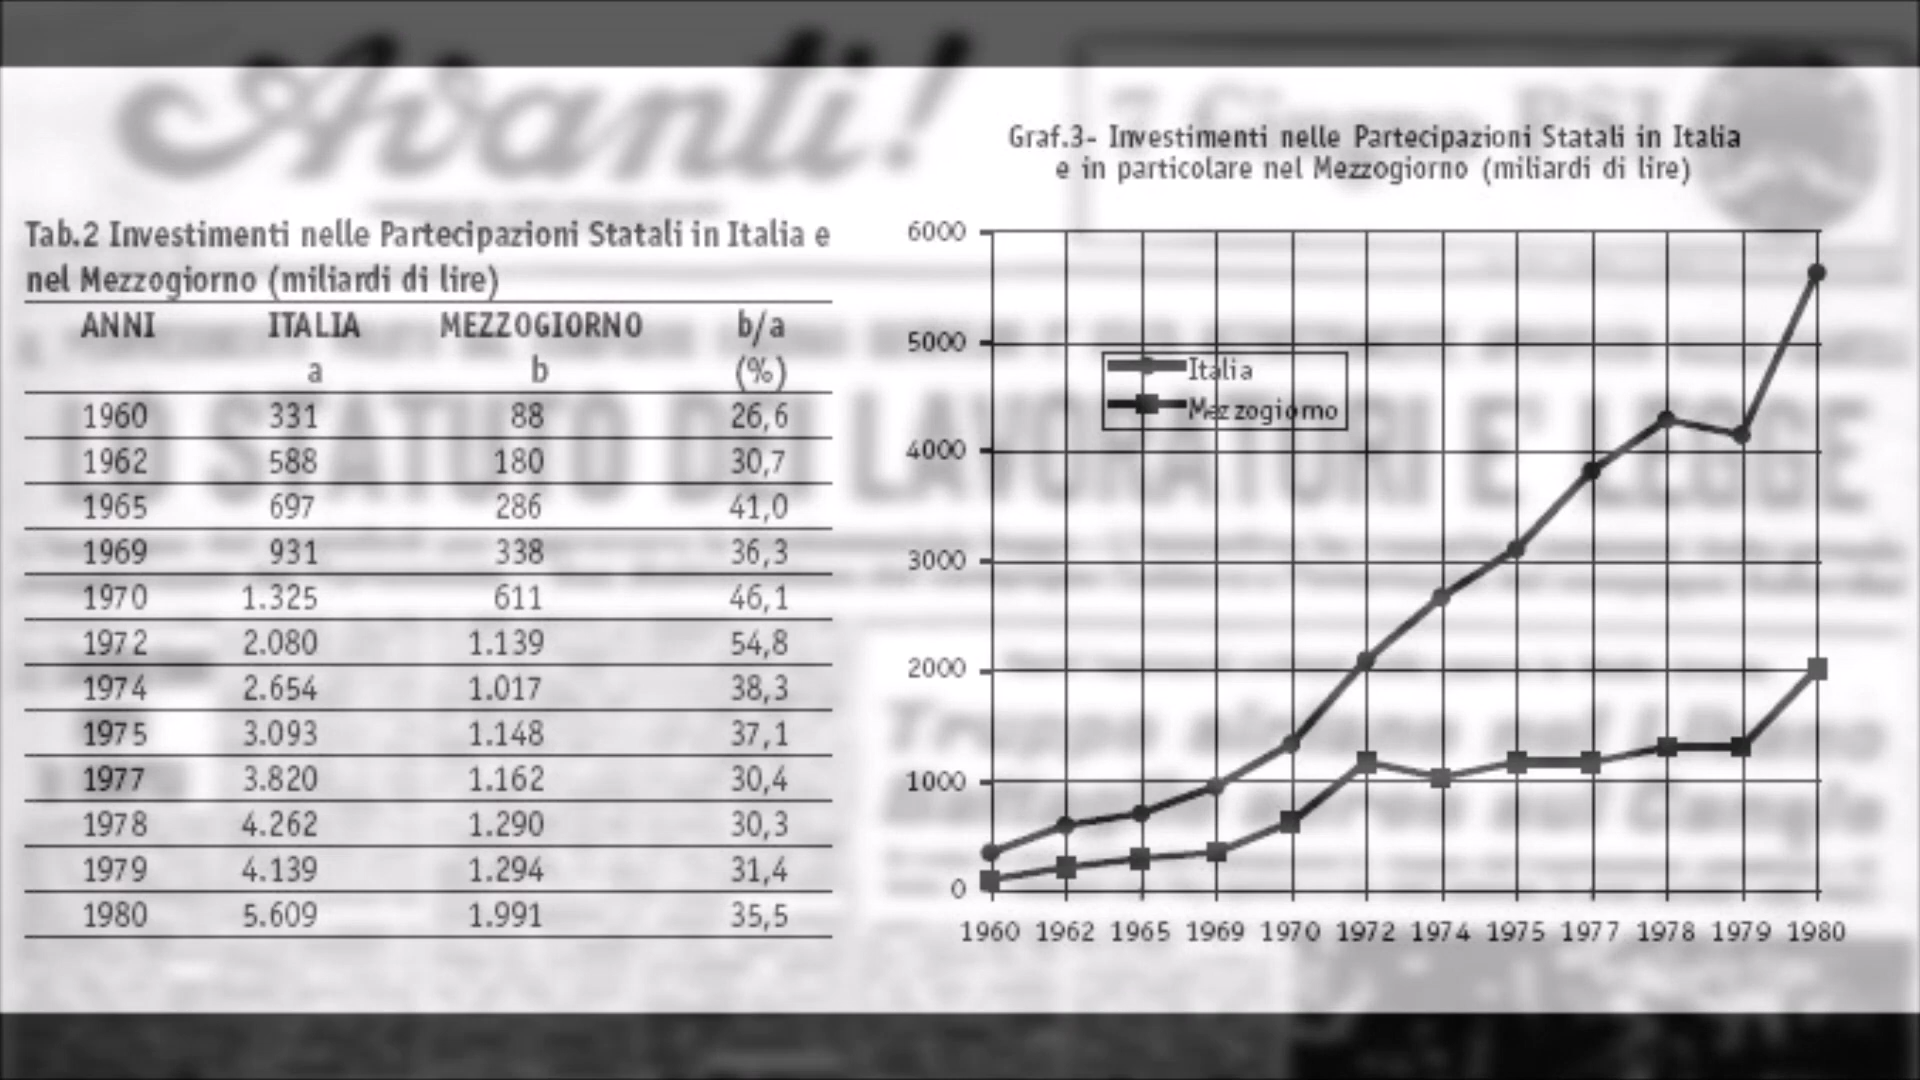 Avanti!
Tab.2 Investimenti nelle Partecipazioni Statali in Italia e
nel Mezzogiorno (miliardi di lire)
ANNI ITALIA MEZZOGIORNO b/a
a b (%)
1960 331 88 26,6
1962 588 180 30,7
1965 697 286 41,0
1969 931 338 36,3
1970 1.325 611 46,1
1972 2.080 1.139 54,8
1974 2.654 1.017 38,3
1975 3.093 1.148 37,1
1977 3.820 1.162 30,4
1978 4.262 1.290 30,3
1979 4.139 1.294 31,4
1980 5.609 1.991 35,5
Graf.3- Investimenti nelle Partecipazioni Statali in Italia
e in particolare nel Mezzogiorno (miliardi di lire)
6000
5000
4000
3000
2000
1000
0
Italia
Mezzogiorno
1960 1962 1965 1969 1970 1972 1974 1975 1977 1978 1979 1980
LO STATUTO DEI LAVORATORI E' LEGGE